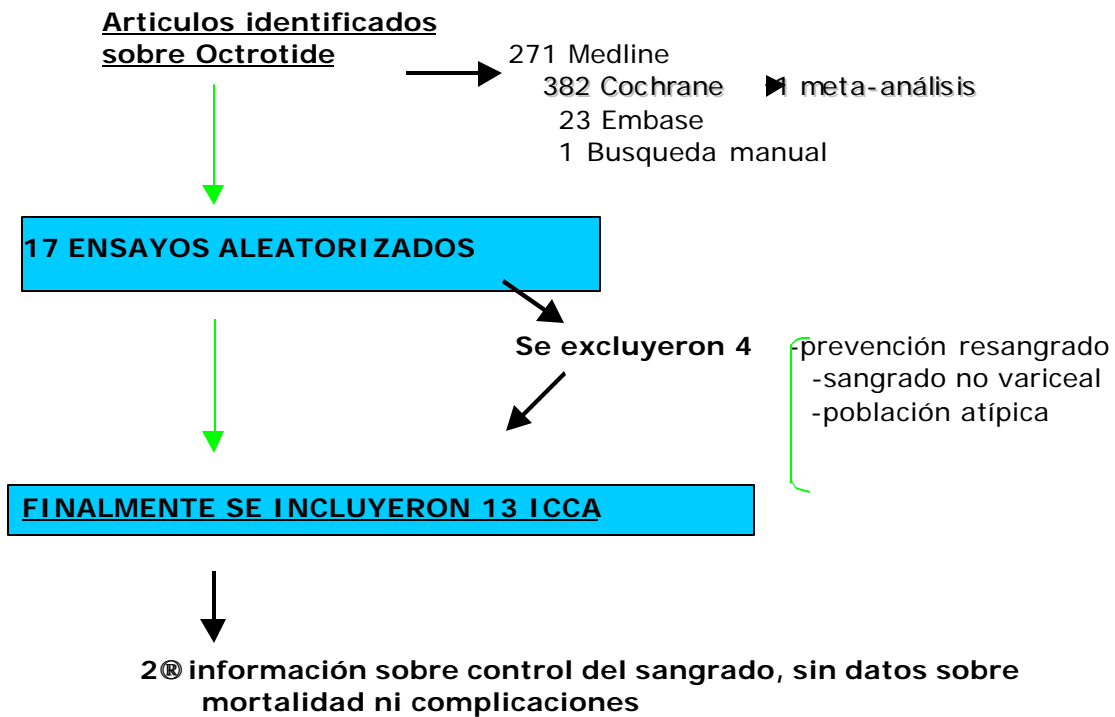 Articulos identificados
sobre Octrotide
271 Medline
382 Cochrane 1 meta-análisis
23 Embase
1 Busqueda manual
17 ENSAYOS ALEATORIZADOS
Se excluyeron 4 -prevención resangrado
-sangrado no variceal
-población atípica
FINALMENTE SE INCLUYERON 13 ICCA
2® información sobre control del sangrado, sin datos sobre
mortalidad ni complicaciones